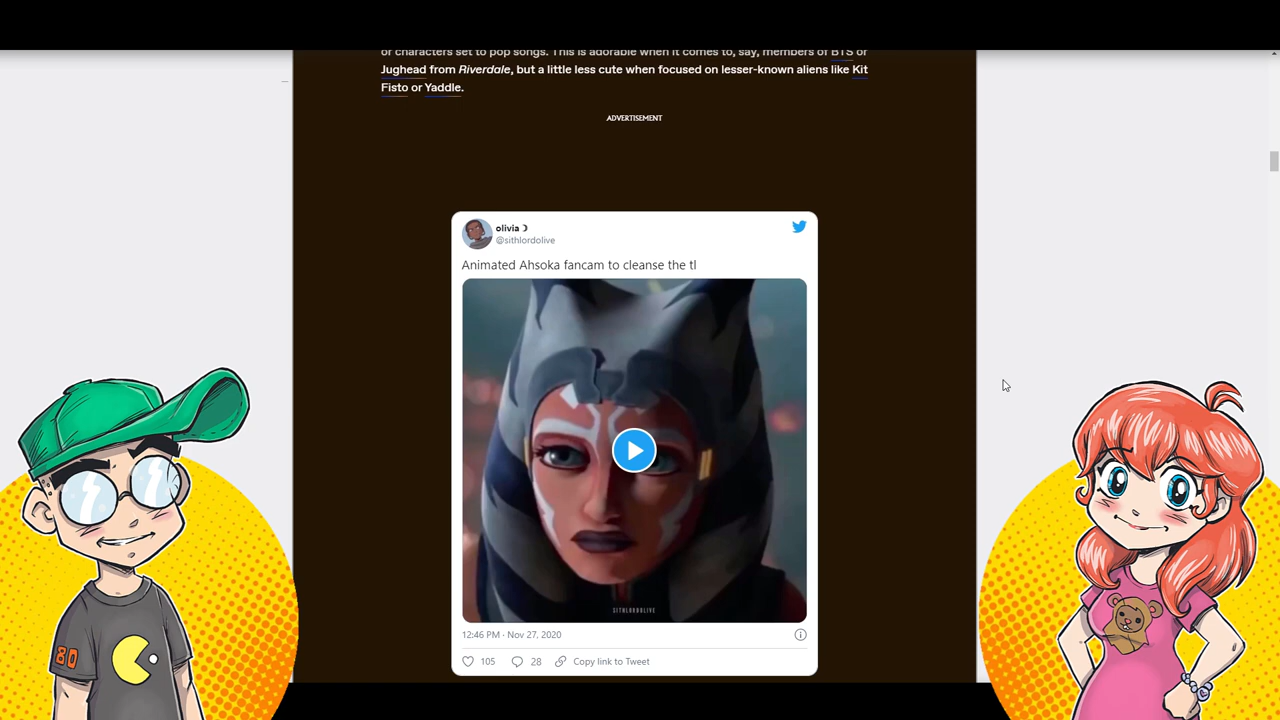 or characters set to pop songs. This is adorable when it comes to, say, members of BTS or
Jughead from Riverdale, but a little less cute when focused on lesser-known aliens like Kit
Fisto or Yaddle.
ADVERTISEMENT
olivia ☽
@sithlordolive
Animated Ahsoka fancam to cleanse the tl
SITHLORDOLIVE
12:46 PM · Nov 27, 2020
105 28 Copy link to Tweet
80